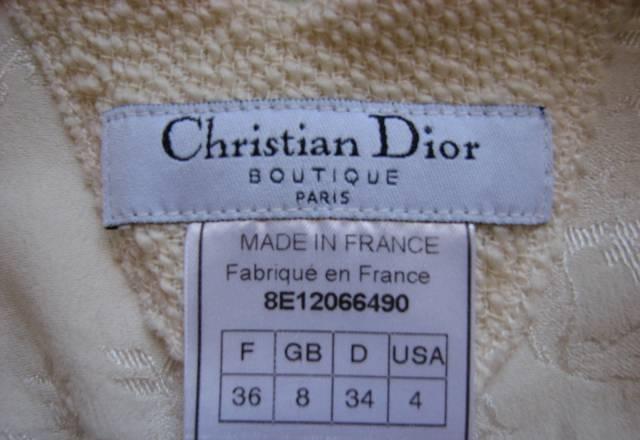 Christian Dior
BOUTIQUE
PARIS
MADE IN FRANCE
Fabriqué en France
8E12066490
F GB D USA
36 8 34 4